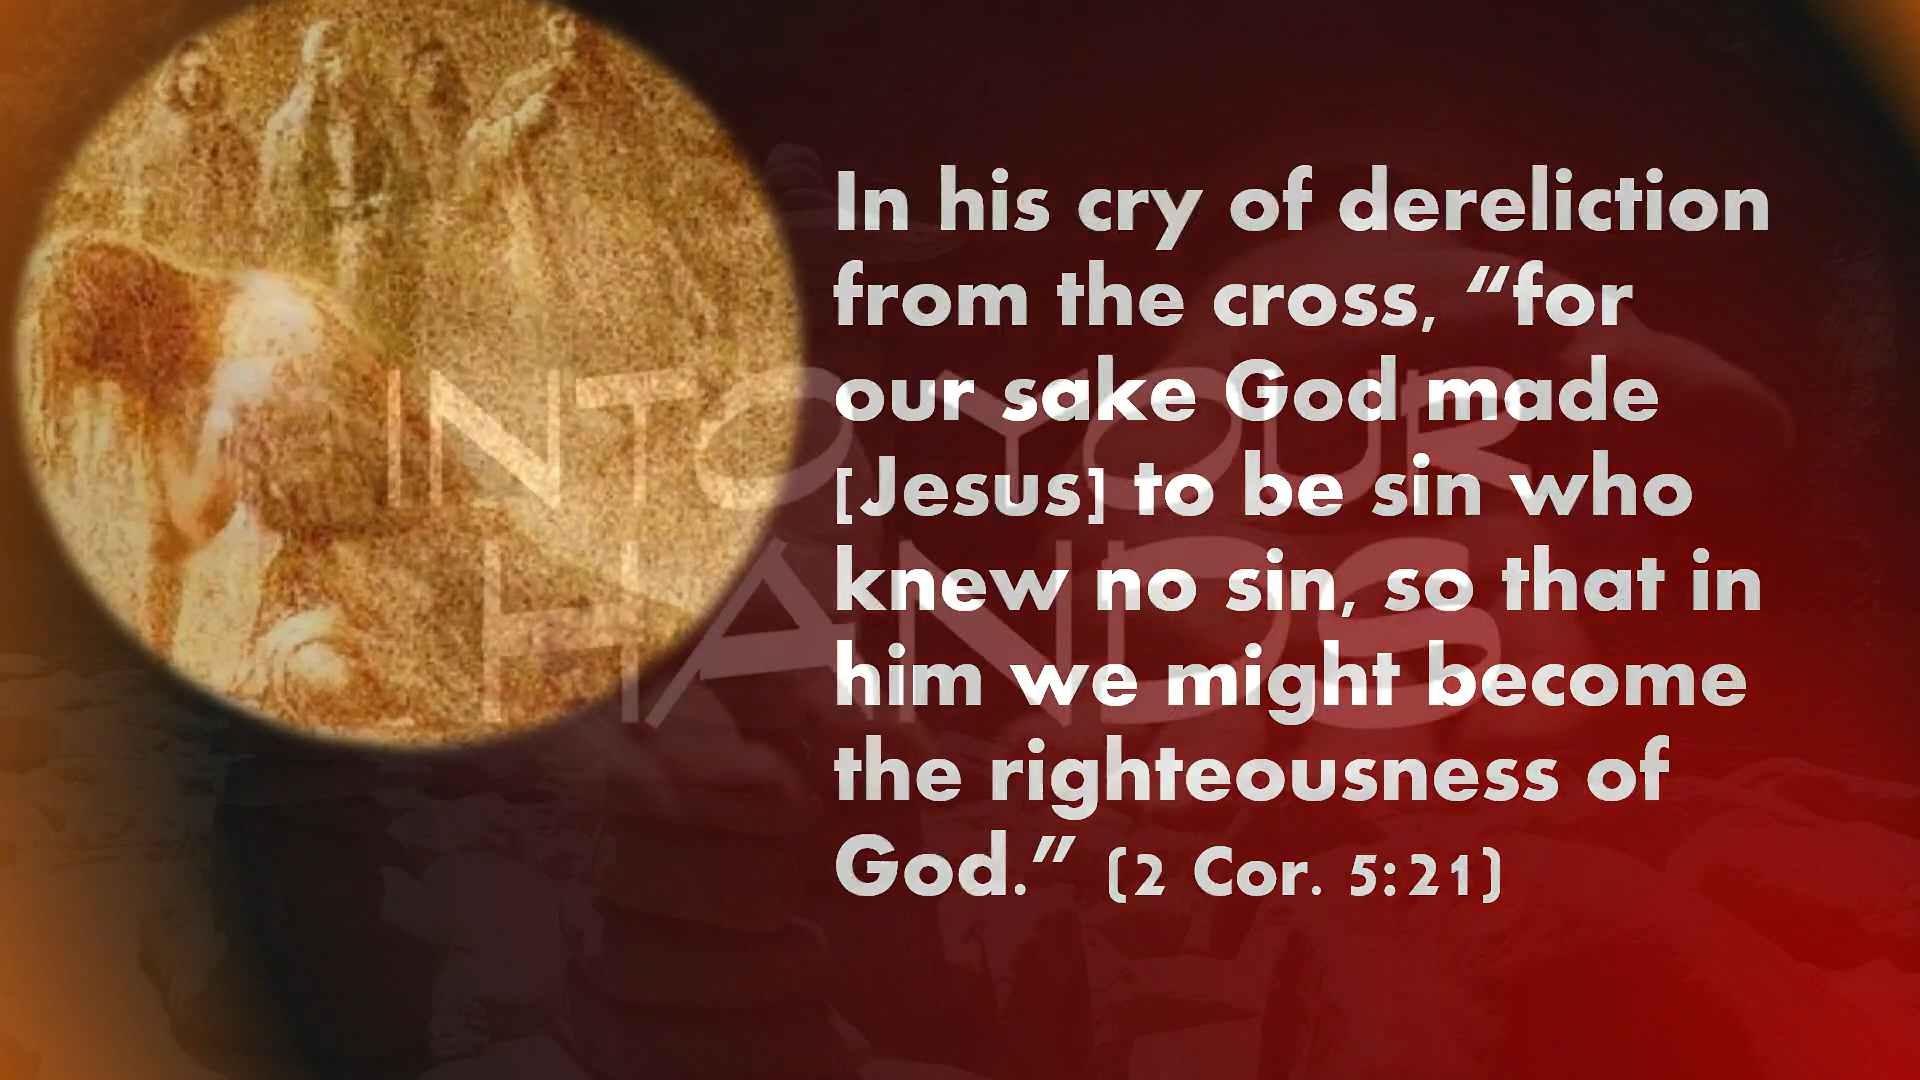 In his cry of dereliction
from the cross, “for
our sake God made
[Jesus] to be sin who
knew no sin, so that in
him we might become
the righteousness of
God.” (2 Cor. 5:21)
INTO YOUR
HANDS